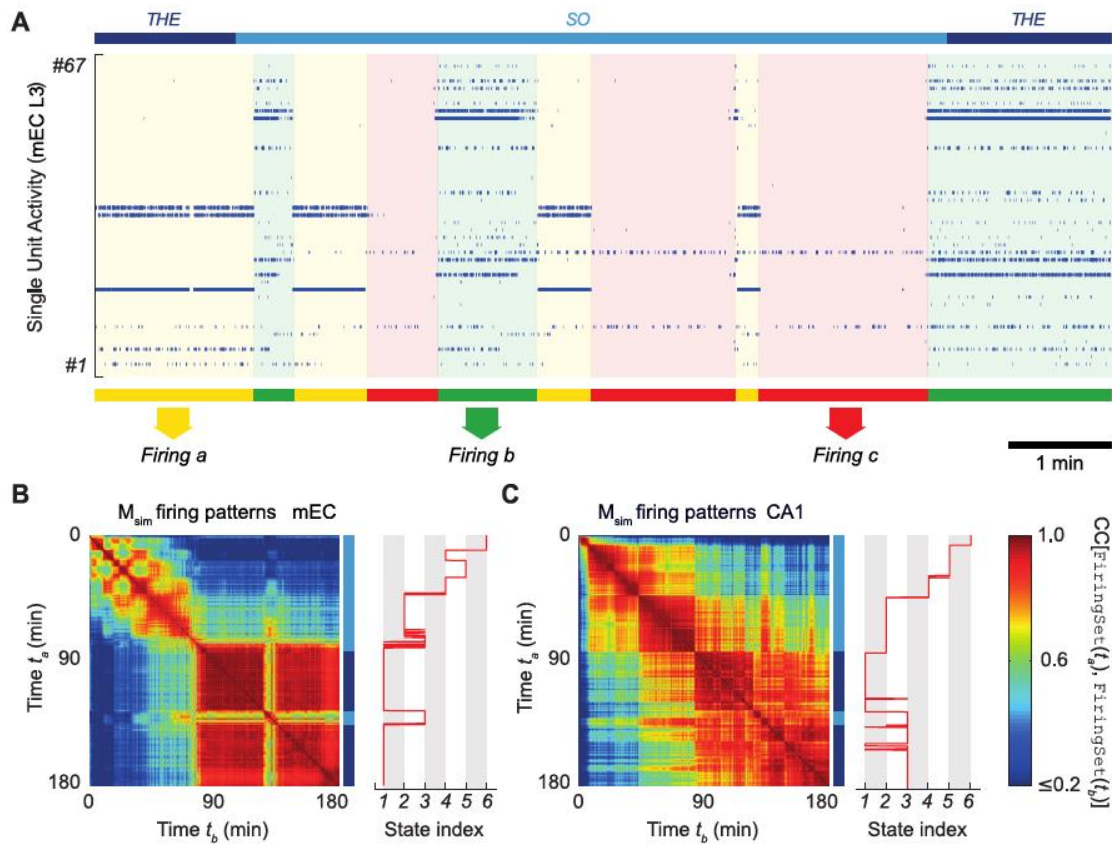 A
THE SO THE
#67
Single Unit Activity (mEC L3)
#1
Firing a Firing b Firing c
1 min
B
Msim firing patterns mEC
C
Msim firing patterns CA1
0
90
180
Time ta (min)
0 90 180
Time tb (min)
1 2 3 4 5 6
State index
0
90
180
Time ta (min)
0 90 180
Time tb (min)
1 2 3 4 5 6
State index
1.0
0.6
≤0.2
CC[FiringSet(ta), FiringSet(tb)]